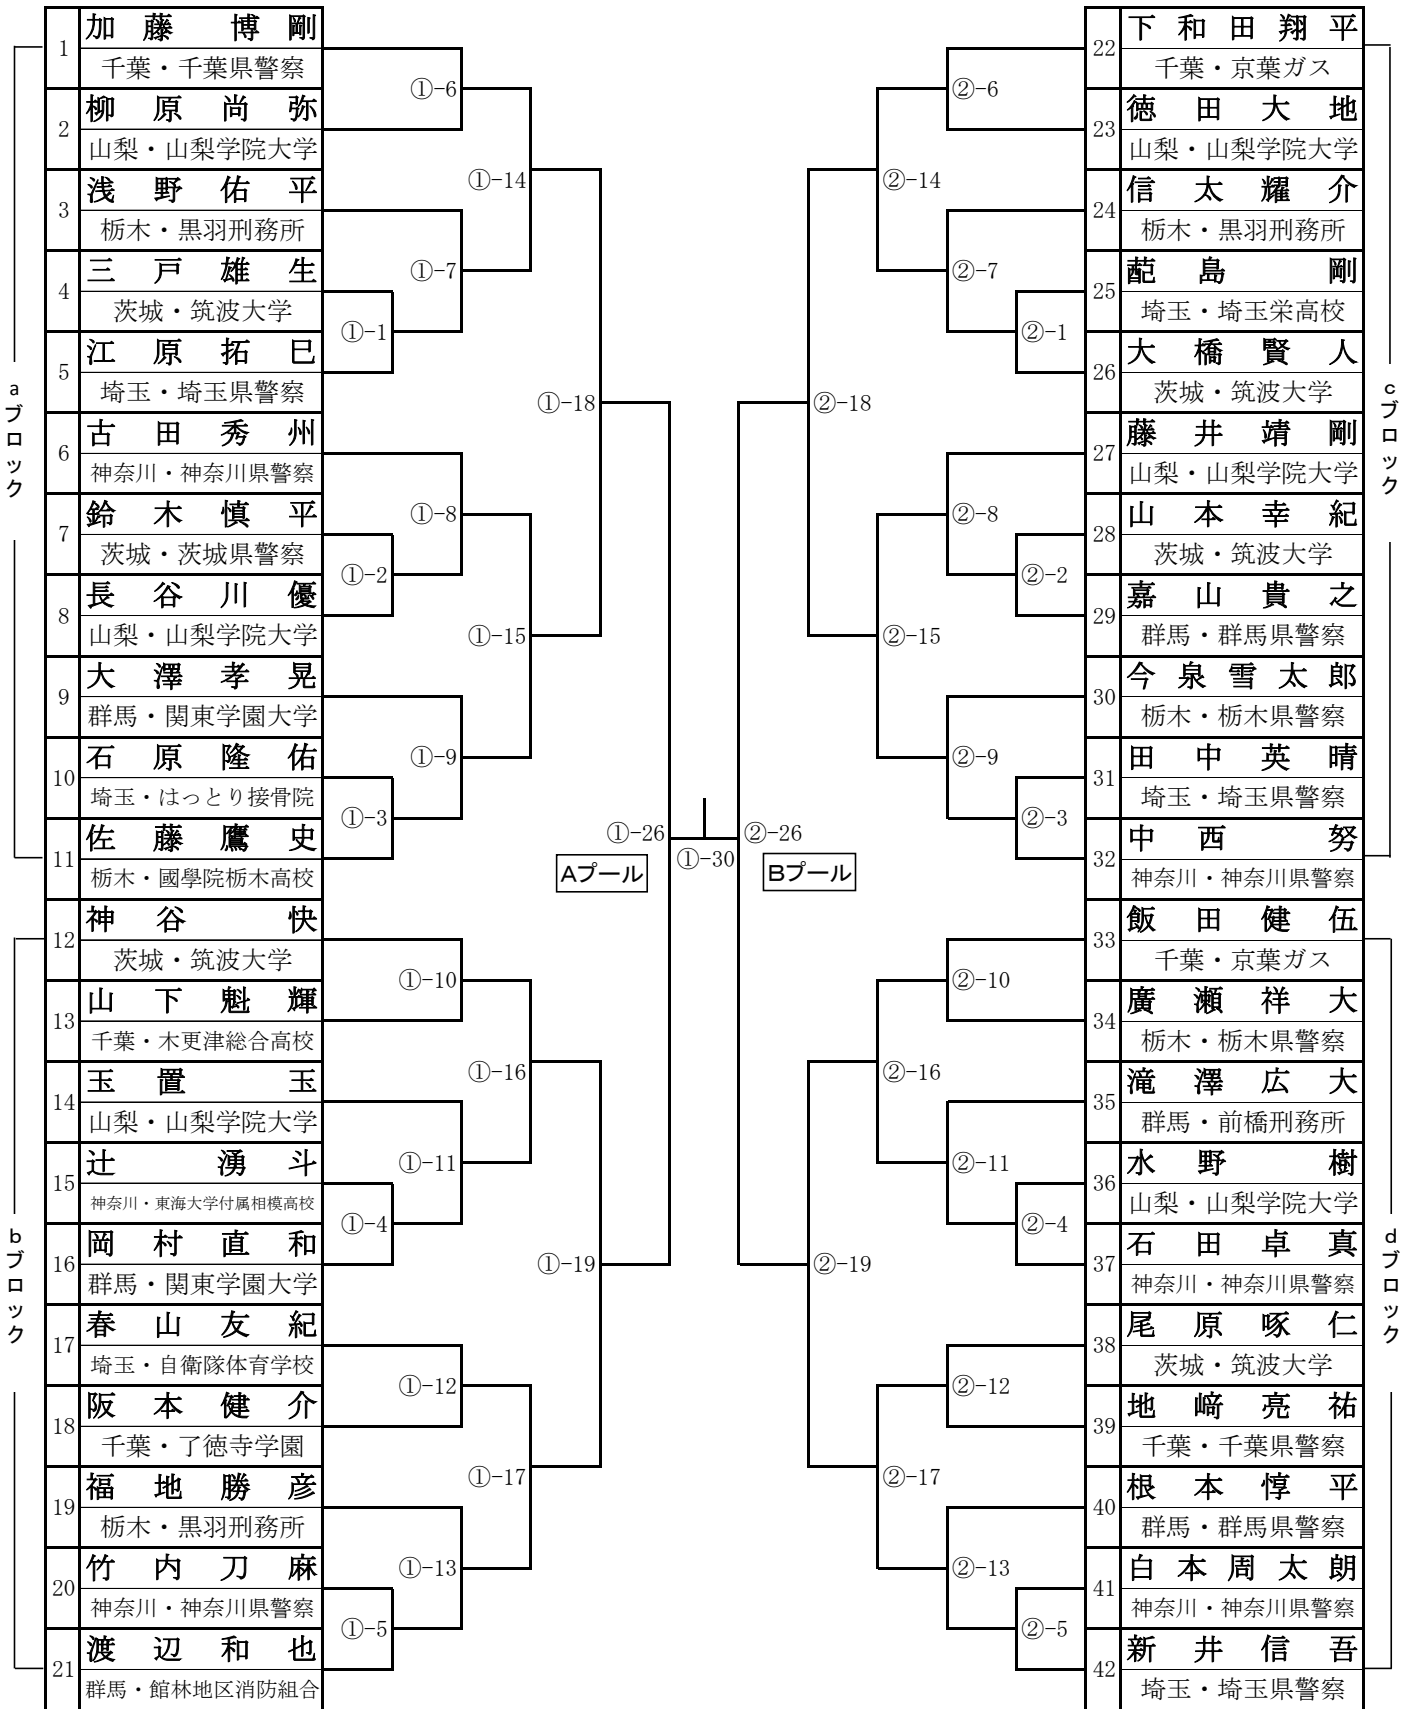 1
加藤博剛
千葉・千葉県警察
2
柳原尚弥
山梨・山梨学院大学
3
浅野佑平
栃木・黒羽刑務所
4
三戸雄生
茨城・筑波大学
5
江原拓巳
埼玉・埼玉県警察
6
古田秀州
神奈川・神奈川県警察
7
鈴木慎平
茨城・茨城県警察
8
長谷川優
山梨・山梨学院大学
9
大澤孝晃
群馬・関東学園大学
10
石原隆佑
埼玉・はっとり接骨院
11
佐藤鷹史
栃木・國學院栃木高校
12
神谷快
茨城・筑波大学
13
山下魁輝
千葉・木更津総合高校
14
玉置玉
山梨・山梨学院大学
15
辻湧斗
神奈川・東海大学付属相模高校
16
岡村直和
群馬・関東学園大学
17
春山友紀
埼玉・自衛隊体育学校
18
阪本健介
千葉・了徳寺学園
19
福地勝彦
栃木・黒羽刑務所
20
竹内刀麻
神奈川・神奈川県警察
21
渡辺和也
群馬・館林地区消防組合
aブロック
bブロック
①-1
①-2
①-3
①-4
①-5
①-6
①-7
①-8
①-9
①-10
①-11
①-12
①-13
①-14
①-15
①-16
①-17
①-18
①-19
①-26
Aプール
①-30
②-26
Bプール
②-18
②-19
②-14
②-15
②-16
②-17
②-6
②-7
②-8
②-9
②-10
②-11
②-12
②-13
②-1
②-2
②-3
②-4
②-5
22
下和田翔平
千葉・京葉ガス
23
徳田大地
山梨・山梨学院大学
24
信太耀介
栃木・黒羽刑務所
25
蓜島剛
埼玉・埼玉栄高校
26
大橋賢人
茨城・筑波大学
27
藤井靖剛
山梨・山梨学院大学
28
山本幸紀
茨城・筑波大学
29
嘉山貴之
群馬・群馬県警察
30
今泉雪太郎
栃木・栃木県警察
31
田中英晴
埼玉・埼玉県警察
32
中西努
神奈川・神奈川県警察
33
飯田健伍
千葉・京葉ガス
34
廣瀬祥大
栃木・栃木県警察
35
滝澤広大
群馬・前橋刑務所
36
水野樹
山梨・山梨学院大学
37
石田卓真
神奈川・神奈川県警察
38
尾原啄仁
茨城・筑波大学
39
地﨑亮祐
千葉・千葉県警察
40
根本惇平
群馬・群馬県警察
41
白本周太朗
神奈川・神奈川県警察
42
新井信吾
埼玉・埼玉県警察
cブロック
dブロック